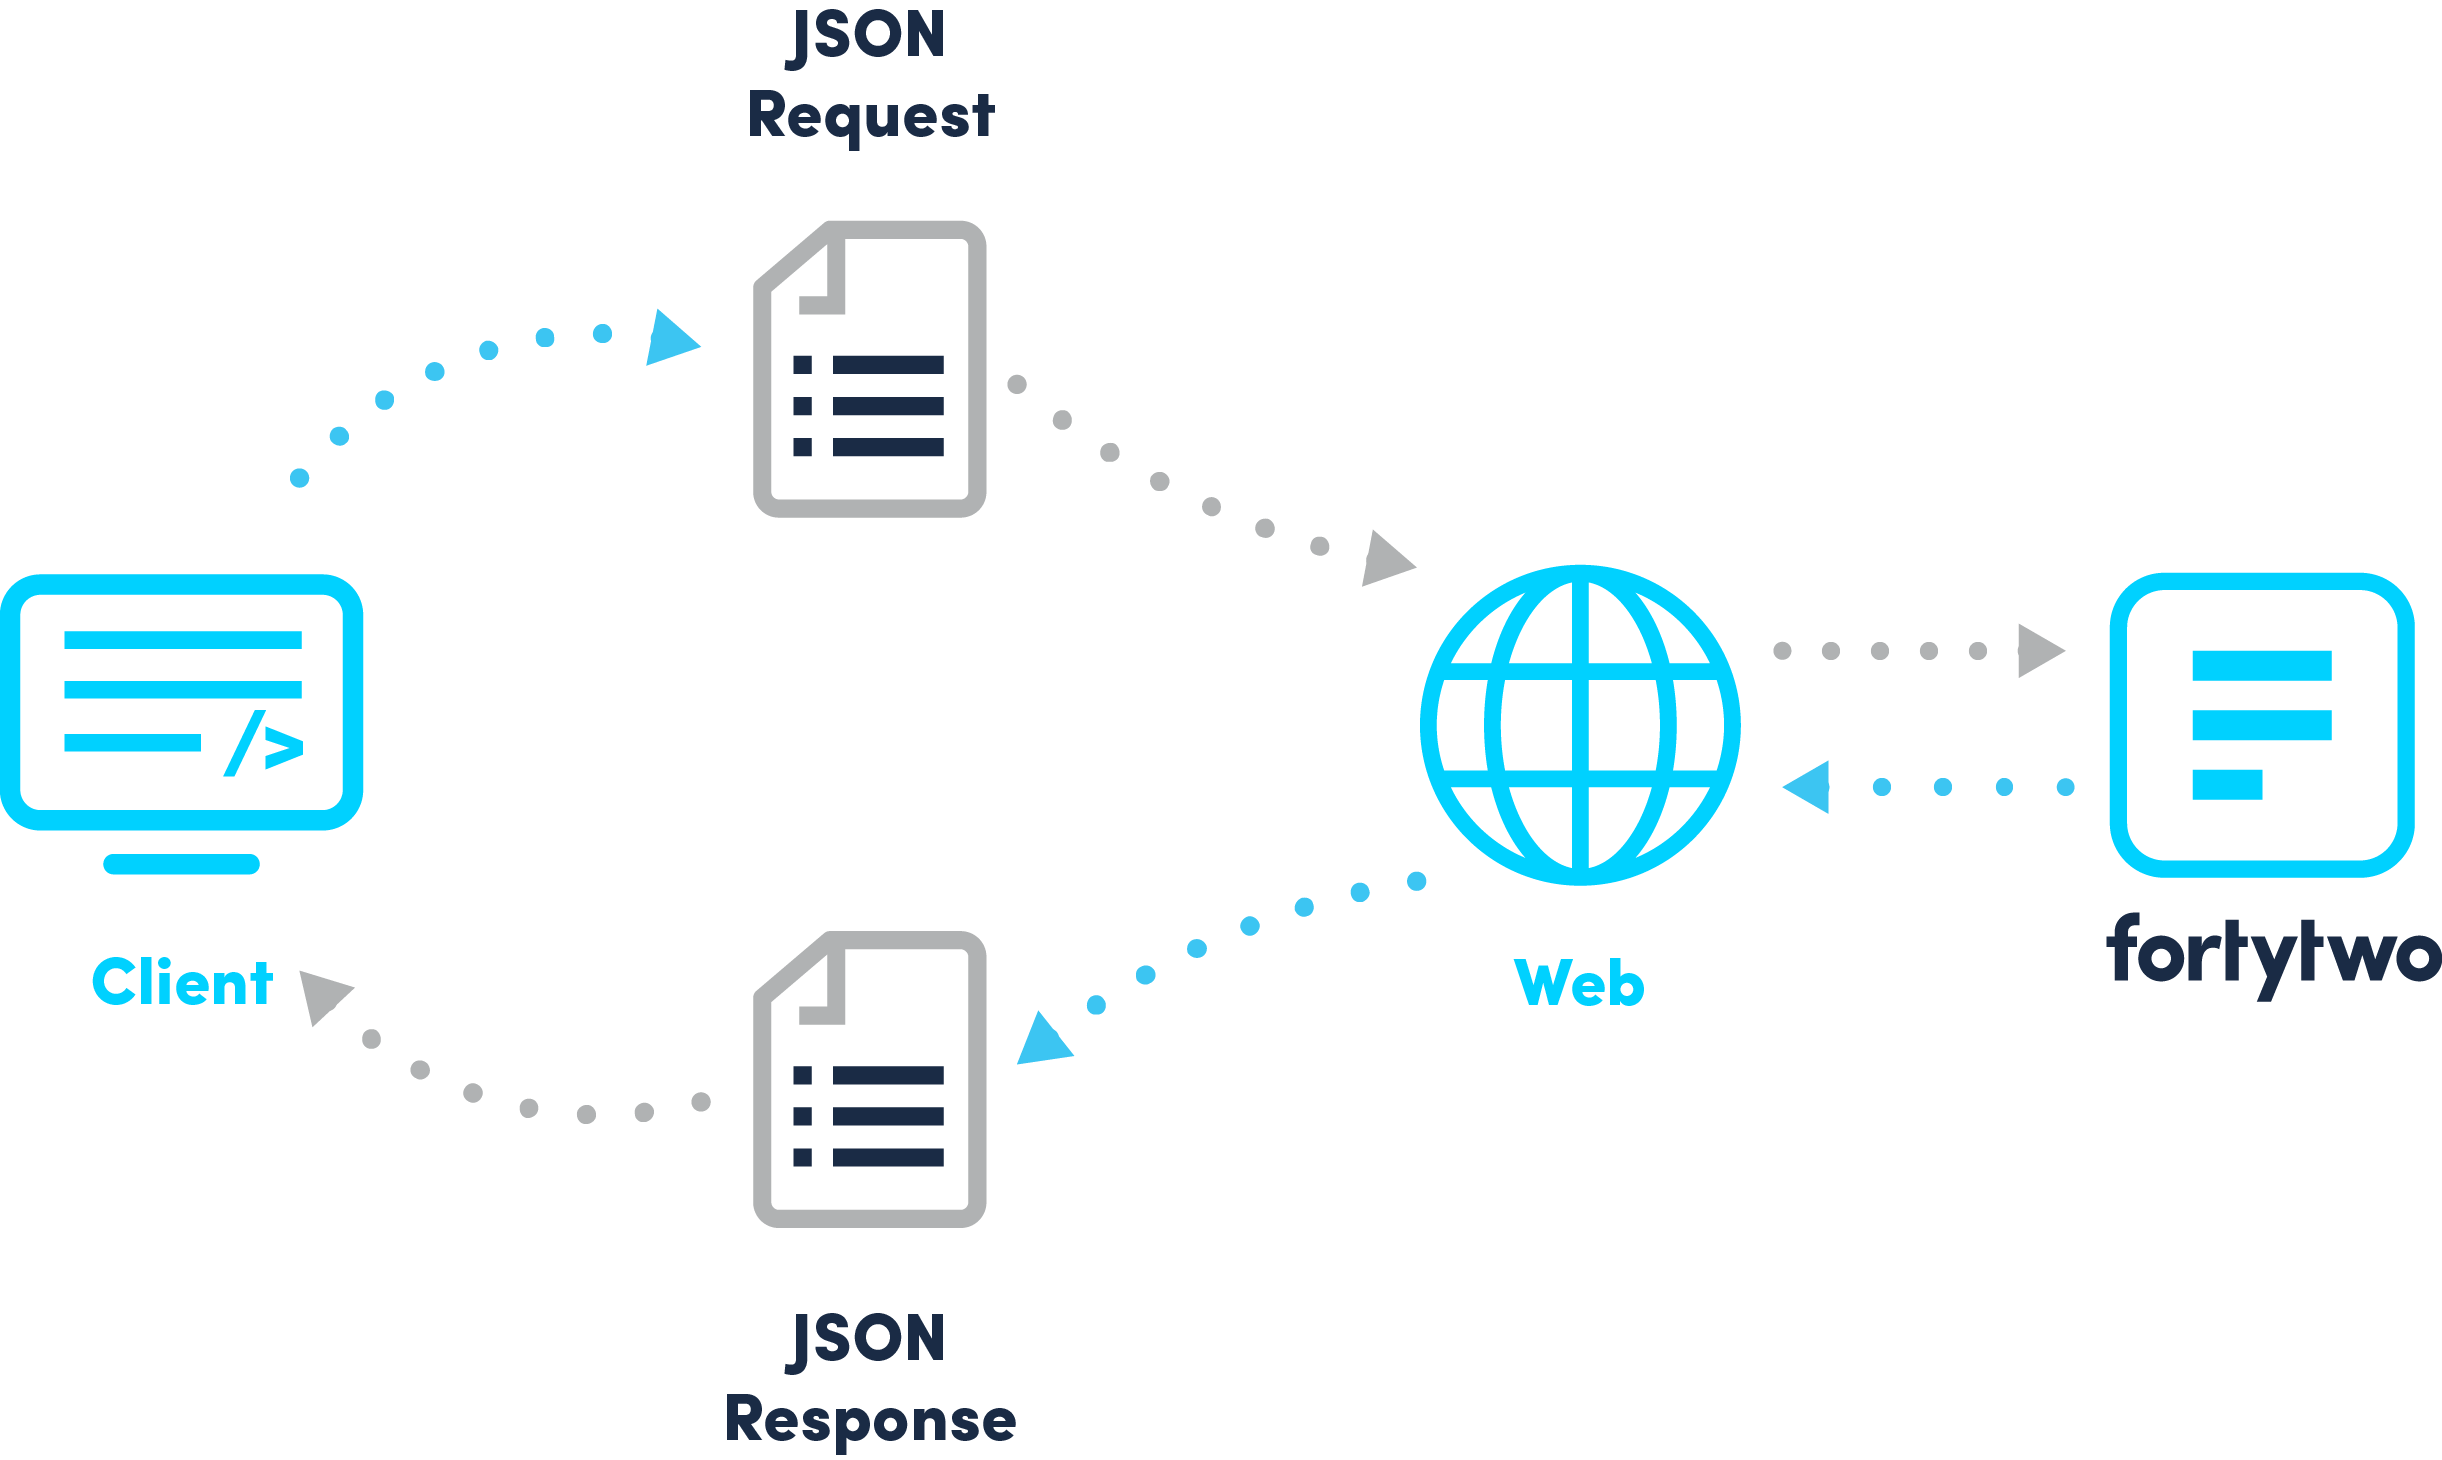 JSON
Request
/>
Client
Web
fortytwo
JSON
Response